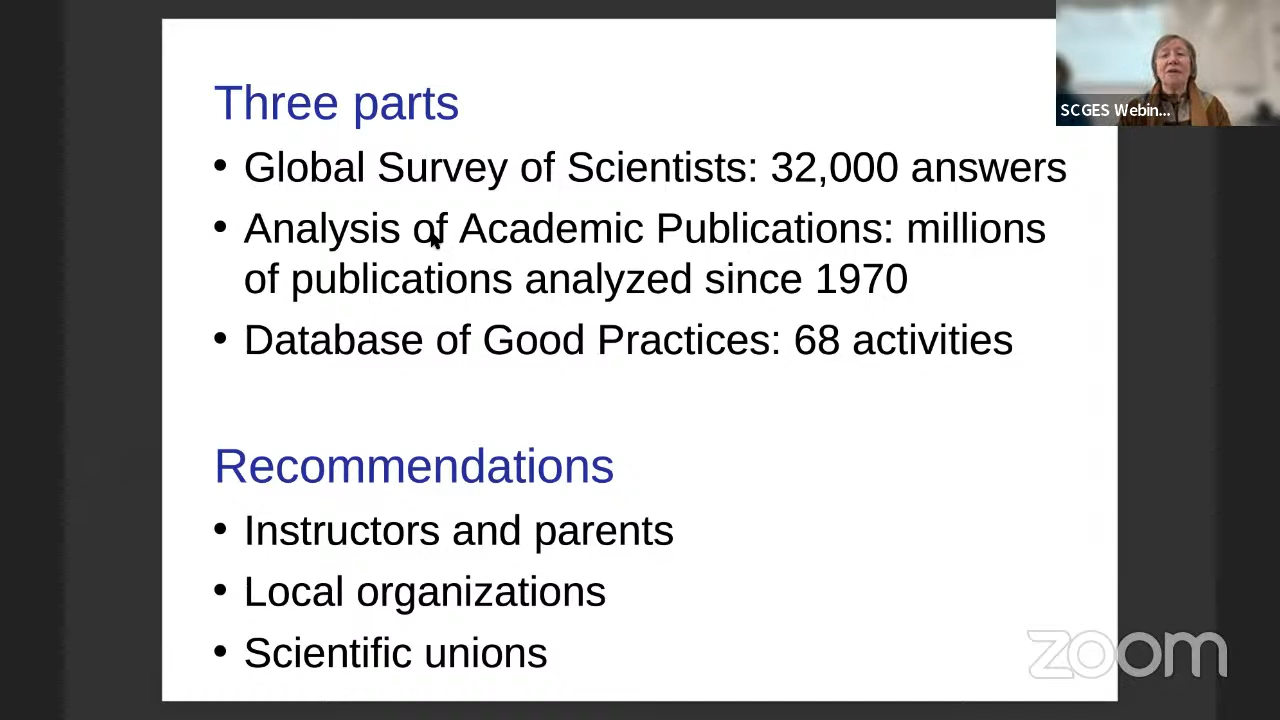 Three parts
• Global Survey of Scientists: 32,000 answers
• Analysis of Academic Publications: millions
of publications analyzed since 1970
• Database of Good Practices: 68 activities
Recommendations
• Instructors and parents
• Local organizations
• Scientific unions
SCGES Webin...
zoom